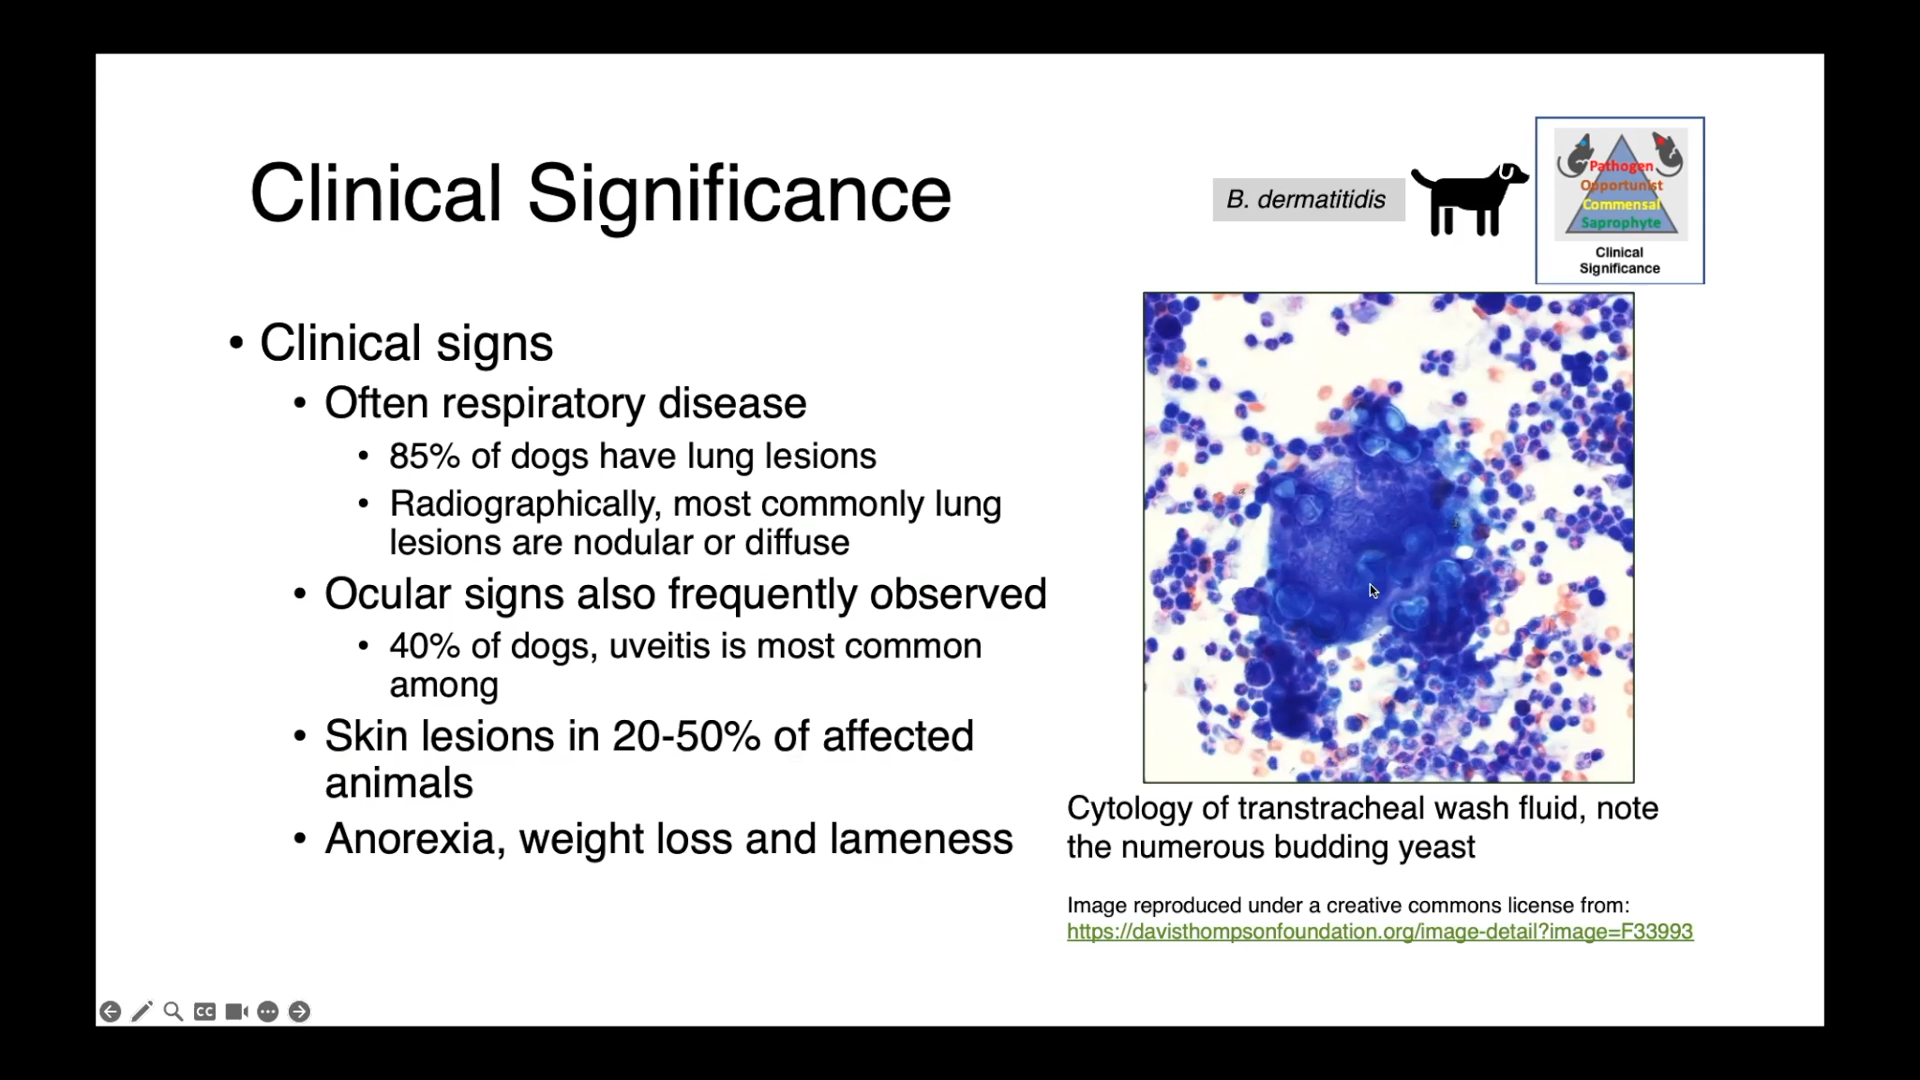 Clinical Significance
B. dermatitidis
Pathogen
Opportunist
Commensal
Saprophyte
Clinical
Significance
• Clinical signs
• Often respiratory disease
• 85% of dogs have lung lesions
• Radiographically, most commonly lung
lesions are nodular or diffuse
• Ocular signs also frequently observed
• 40% of dogs, uveitis is most common
among
• Skin lesions in 20-50% of affected
animals
• Anorexia, weight loss and lameness
Cytology of transtracheal wash fluid, note
the numerous budding yeast
Image reproduced under a creative commons license from:
https://davisthompsonfoundation.org/image-detail?image=F33993
CC